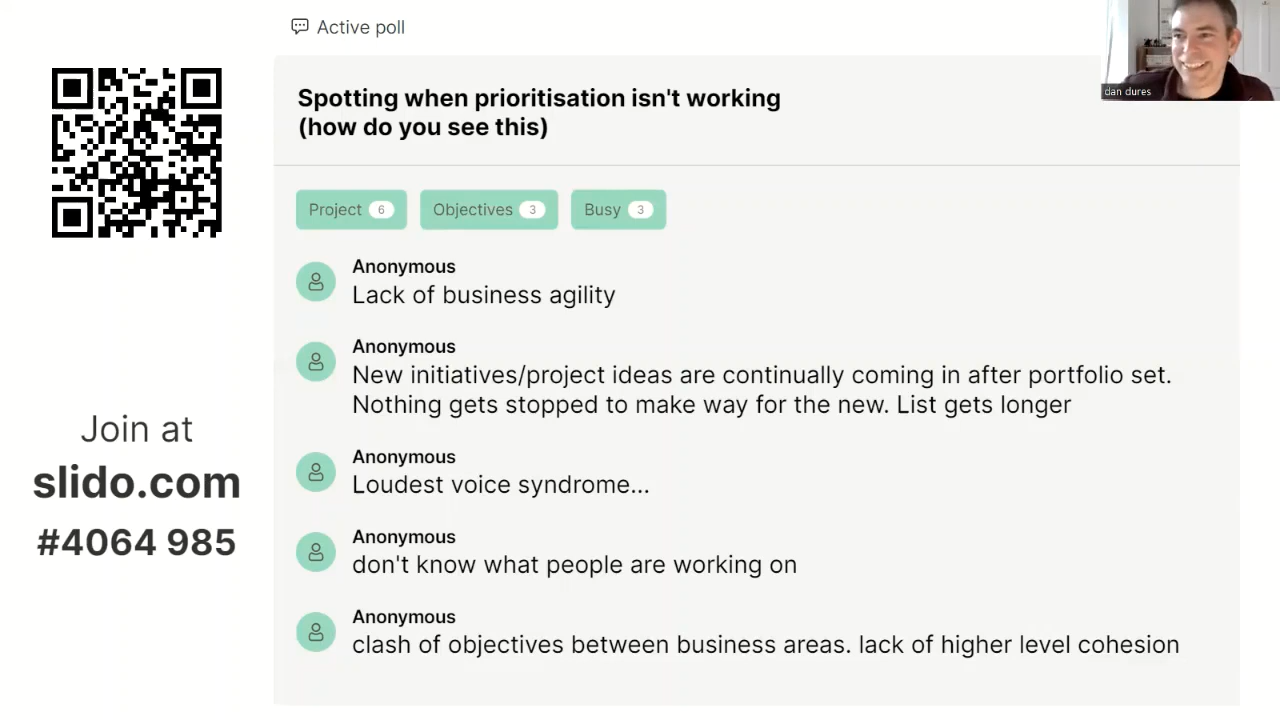 Active poll
dan dures
Spotting when prioritisation isn't working
(how do you see this)
Project 6
Objectives 3
Busy 3
Anonymous
Lack of business agility
Anonymous
New initiatives/project ideas are continually coming in after portfolio set.
Nothing gets stopped to make way for the new. List gets longer
Anonymous
Loudest voice syndrome...
Anonymous
don't know what people are working on
Anonymous
clash of objectives between business areas. lack of higher level cohesion
Join at
slido.com
#4064 985